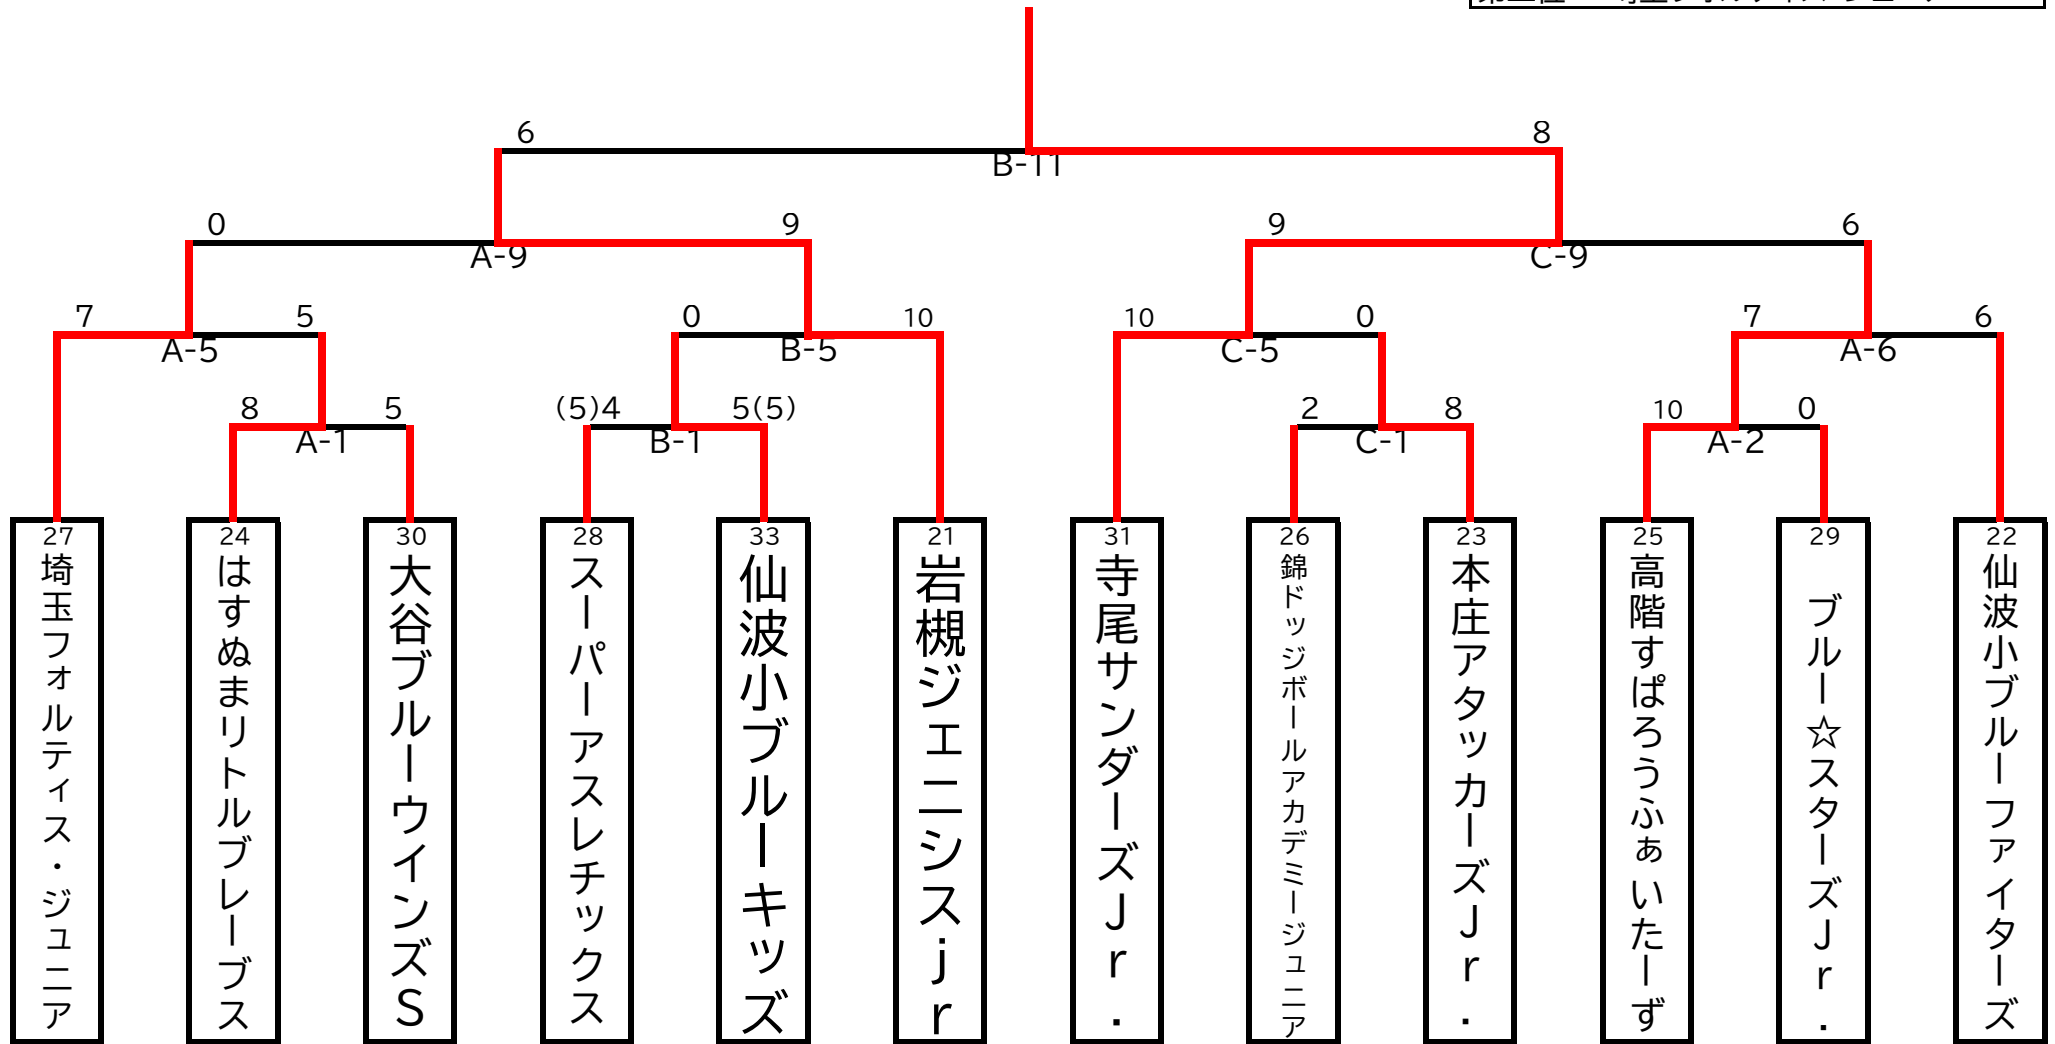 6
8
B-11
0
9
9
6
A-9
C-9
7
5
0
10
10
0
7
6
A-5
B-5
C-5
A-6
8
5
(5)4
5(5)
2
8
10
0
A-1
B-1
C-1
A-2
27
埼玉フォルティス・ジュニア
24
はすぬまリトルブレーブス
30
大谷ブルーウインズS
28
スーパーアスレチックス
33
仙波小ブルーキッズ
21
岩槻ジェニシスjr
31
寺尾サンダーズJr.
26
錦ドッジボールアカデミージュニア
23
本庄アタッカーズJr.
25
高階すぱろうふぁいたーず
29
ブルー☆スターズJr.
22
仙波小ブルーファイターズ